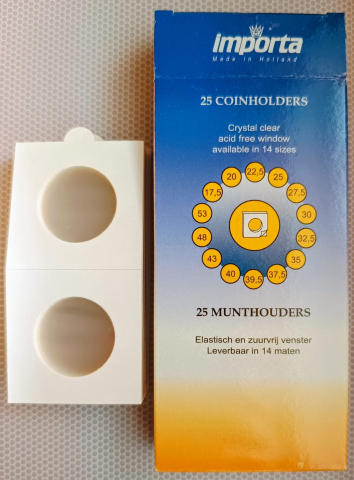 importa
Made in Holland
25 COINHOLDERS
Crystal clear
acid free window
available in 14 sizes
22,5
25
27,5
30
32,5
35
37,5
39,5
40
43
48
53
17,5
20
25 MUNTHOUDERS
Elastisch en zuurvrij venster
Leverbaar in 14 maten